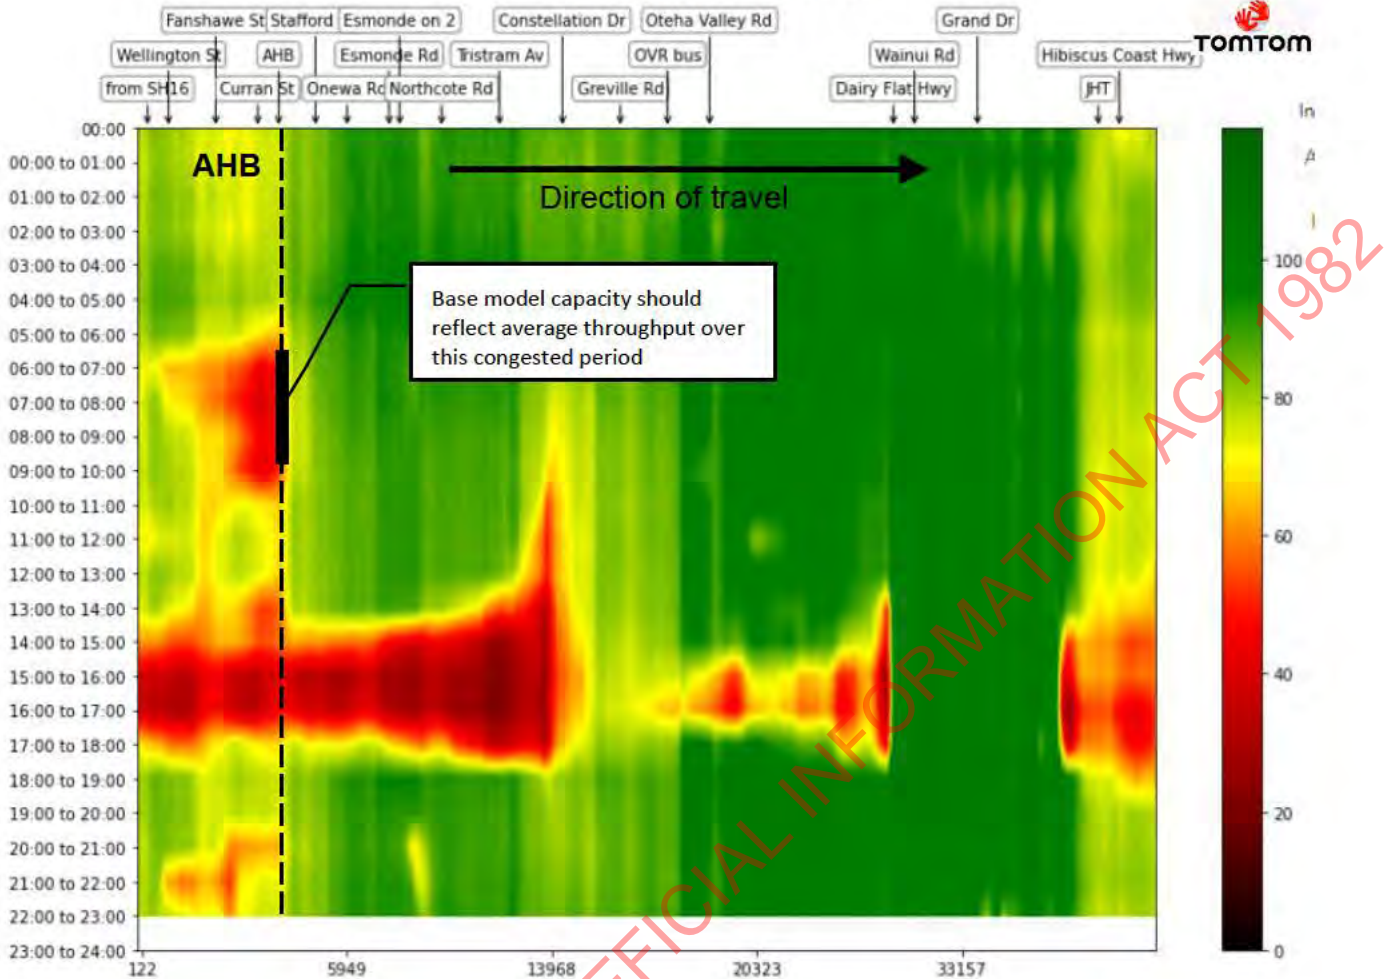 Fanshawe St Stafford Esmonde on 2 Constellation Dr Oteha Valley Rd Grand Dr
TOMTOM
Wellington St AHB Esmonde Rd Tristram Av OVR bus Wainui Rd Hibiscus Coast Hwy
from SH16 Curran St Onewa Rd Northcote Rd Greville Rd Dairy Flat Hwy JHT
In
00:00
AHB
00:00 to 01:00
Direction of travel
01:00 to 02:00
02:00 to 03:00
03:00 to 04:00
04:00 to 05:00
05:00 to 06:00
06:00 to 07:00
07:00 to 08:00
08:00 to 09:00
09:00 to 10:00
10:00 to 11:00
11:00 to 12:00
12:00 to 13:00
13:00 to 14:00
14:00 to 15:00
15:00 to 16:00
16:00 to 17:00
17:00 to 18:00
18:00 to 19:00
19:00 to 20:00
20:00 to 21:00
21:00 to 22:00
22:00 to 23:00
23:00 to 24:00
Base model capacity should
reflect average throughput over
this congested period
122 5949 13968 20323 33157
100
80
60
40
20
0
FICIAL INFORMATION ACT 1982